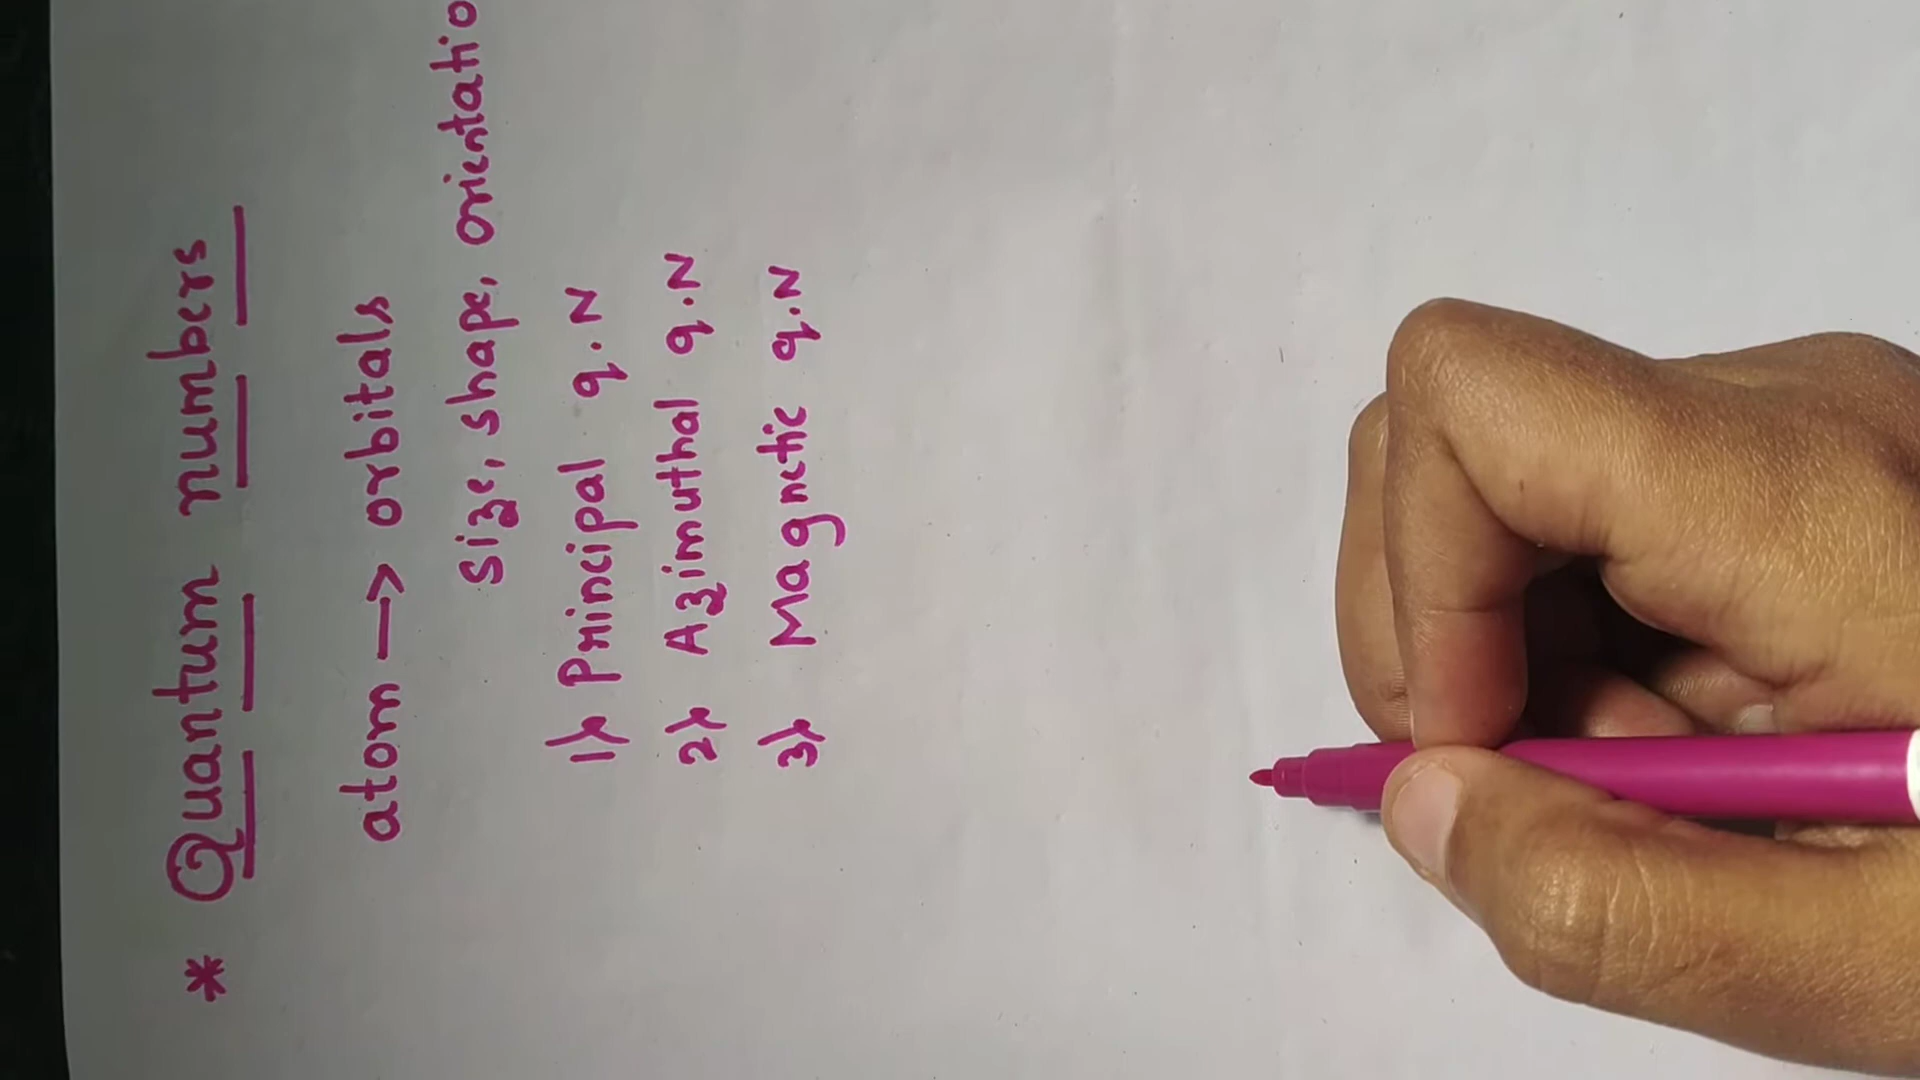 * Quantum numbers
atom → orbitals
Size, shape, orientatio
1} Principal q.N
2} Azimuthal q.N
3} Magnetic q.N